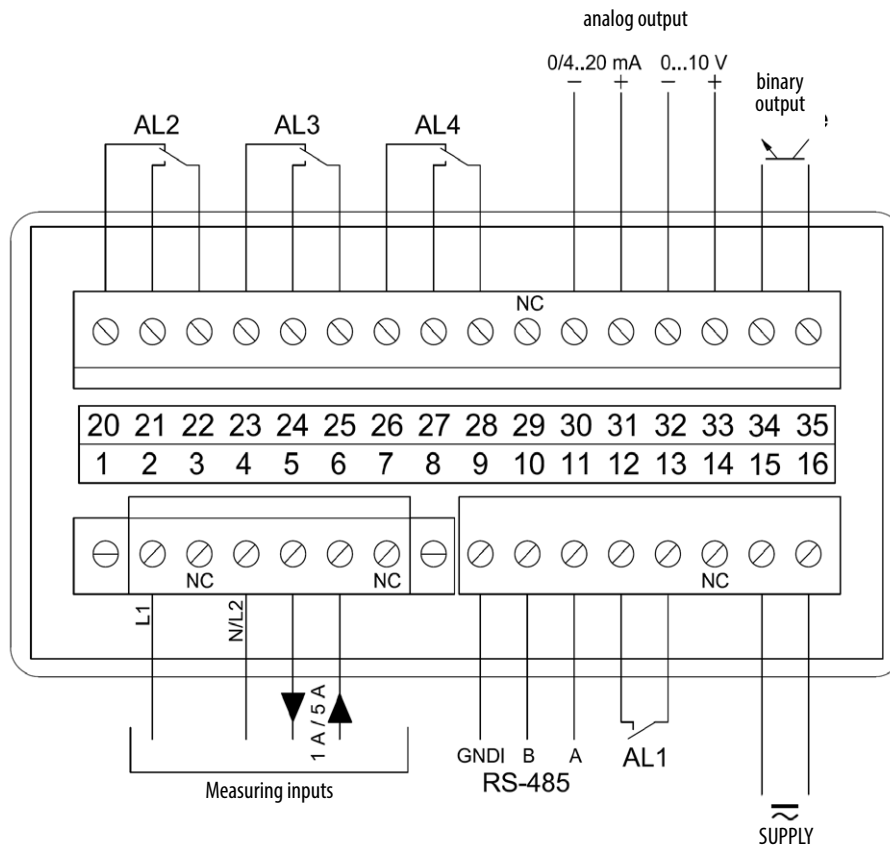 analog output
0/4..20 mA 0...10 V
− + − +
binary
output
e
AL2 AL3 AL4
NC
20 21 22 23 24 25 26 27 28 29 30 31 32 33 34 35
1 2 3 4 5 6 7 8 9 10 11 12 13 14 15 16
NC NC NC
L1 N/L2
1 A / 5 A
GNDI B A
RS-485
AL1
Measuring inputs
SUPPLY